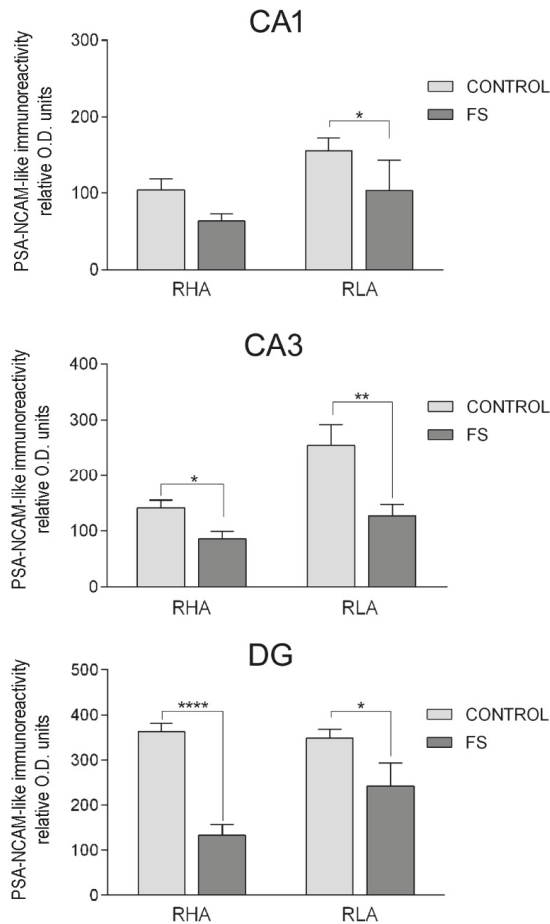 CA1
PSA-NCAM-like immunoreactivity
relative O.D. units
300
200
100
0
*
CONTROL
FS
RHA
RLA
CA3
PSA-NCAM-like immunoreactivity
relative O.D. units
400
300
200
100
0
*
**
CONTROL
FS
RHA
RLA
DG
PSA-NCAM-like immunoreactivity
relative O.D. units
500
400
300
200
100
0
****
*
CONTROL
FS
RHA
RLA